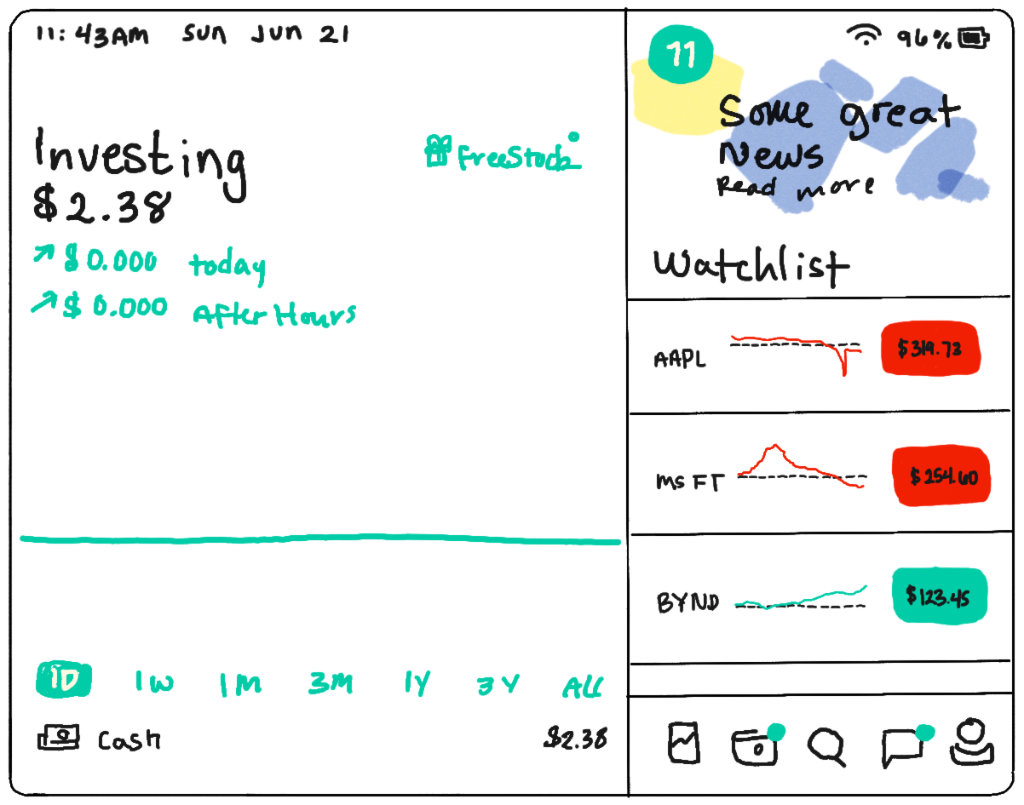 11:43AM Sun Jun 21
96%
11
Some great
News
Read more
Investing
$2.38
FreeStock
↗$0.000 today
↗$0.000 After Hours
Watchlist
AAPL $319.73
MSFT $254.60
BYND $123.45
1D 1W 1M 3M 1Y 3Y ALL
Cash $2.38